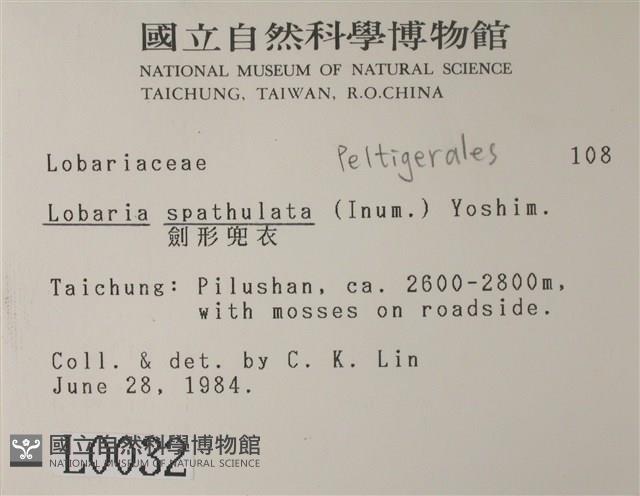 國立自然科學博物館
NATIONAL MUSEUM OF NATURAL SCIENCE
TAICHUNG, TAIWAN, R.O.CHINA
Lobariaceae Peltigerales 108
Lobaria spathulata (Inum.) Yoshim.
劍形兜衣
Taichung: Pilushan, ca. 2600-2800m,
with mosses on roadside.
Coll. & det. by C. K. Lin
June 28, 1984.
國立自然科學博物館
NATIONAL MUSEUM OF NATURAL SCIENCE
L0032